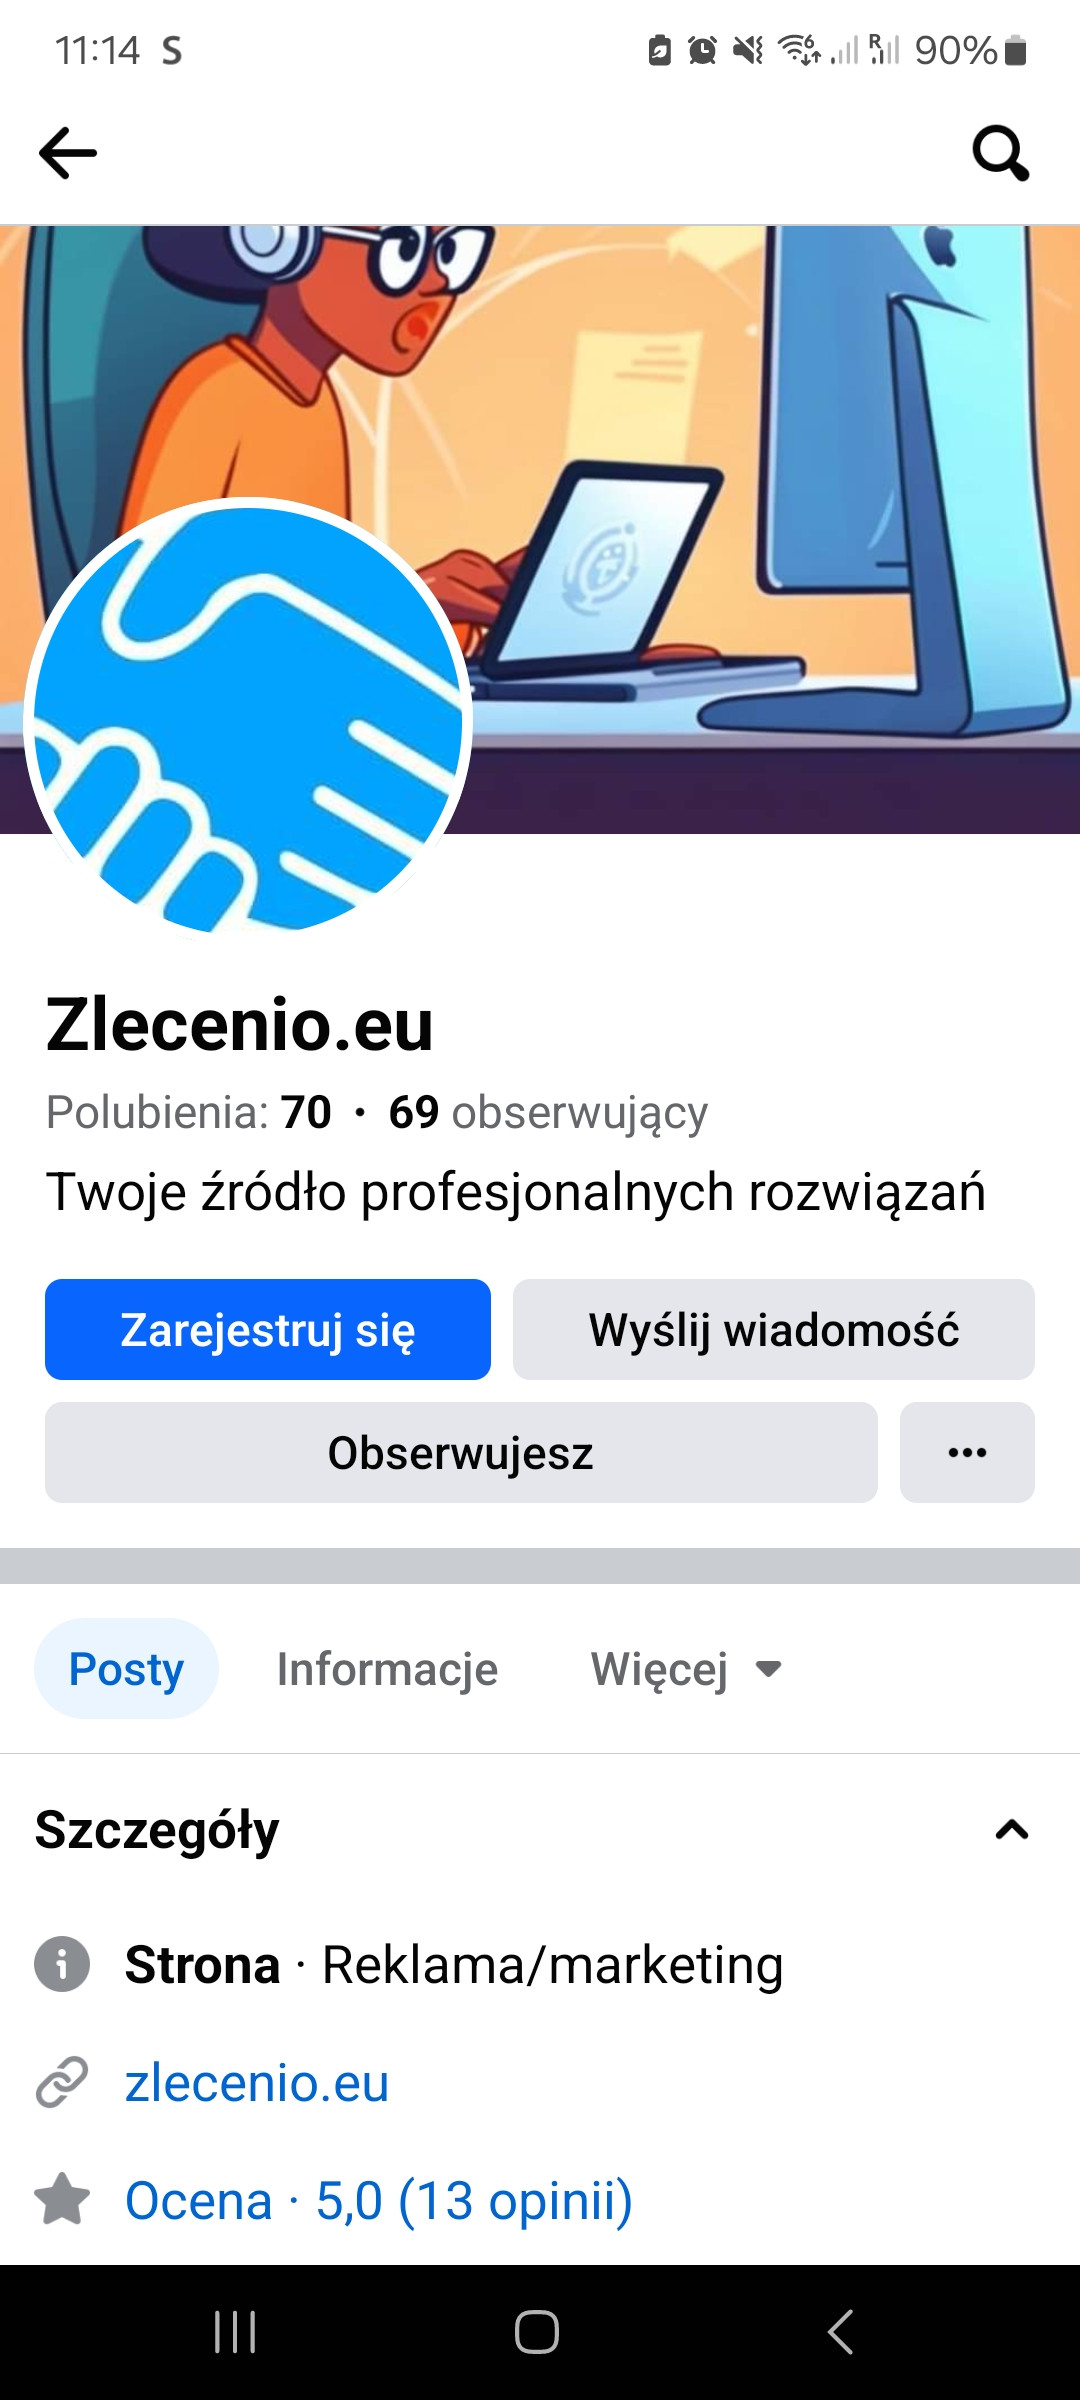 11:14 S 90%
Zlecenio.eu
Polubienia: 70 • 69 obserwujący
Twoje źródło profesjonalnych rozwiązań
Zarejestruj się Wyślij wiadomość
Obserwujesz ...
Posty Informacje Więcej
Szczegóły
Strona · Reklama/marketing
zlecenio.eu
Ocena · 5,0 (13 opinii)